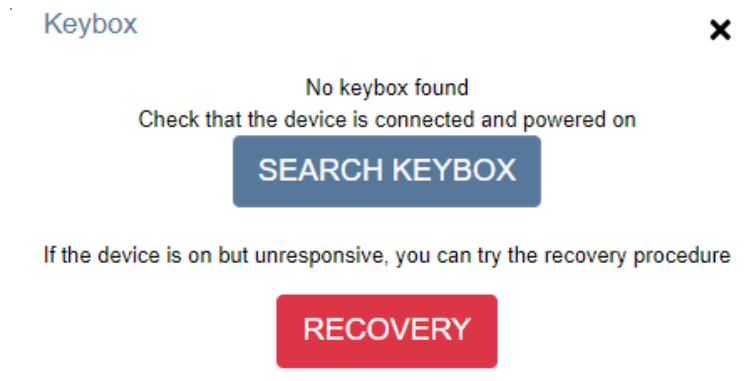 Keybox
No keybox found
Check that the device is connected and powered on
SEARCH KEYBOX
If the device is on but unresponsive, you can try the recovery procedure
RECOVERY